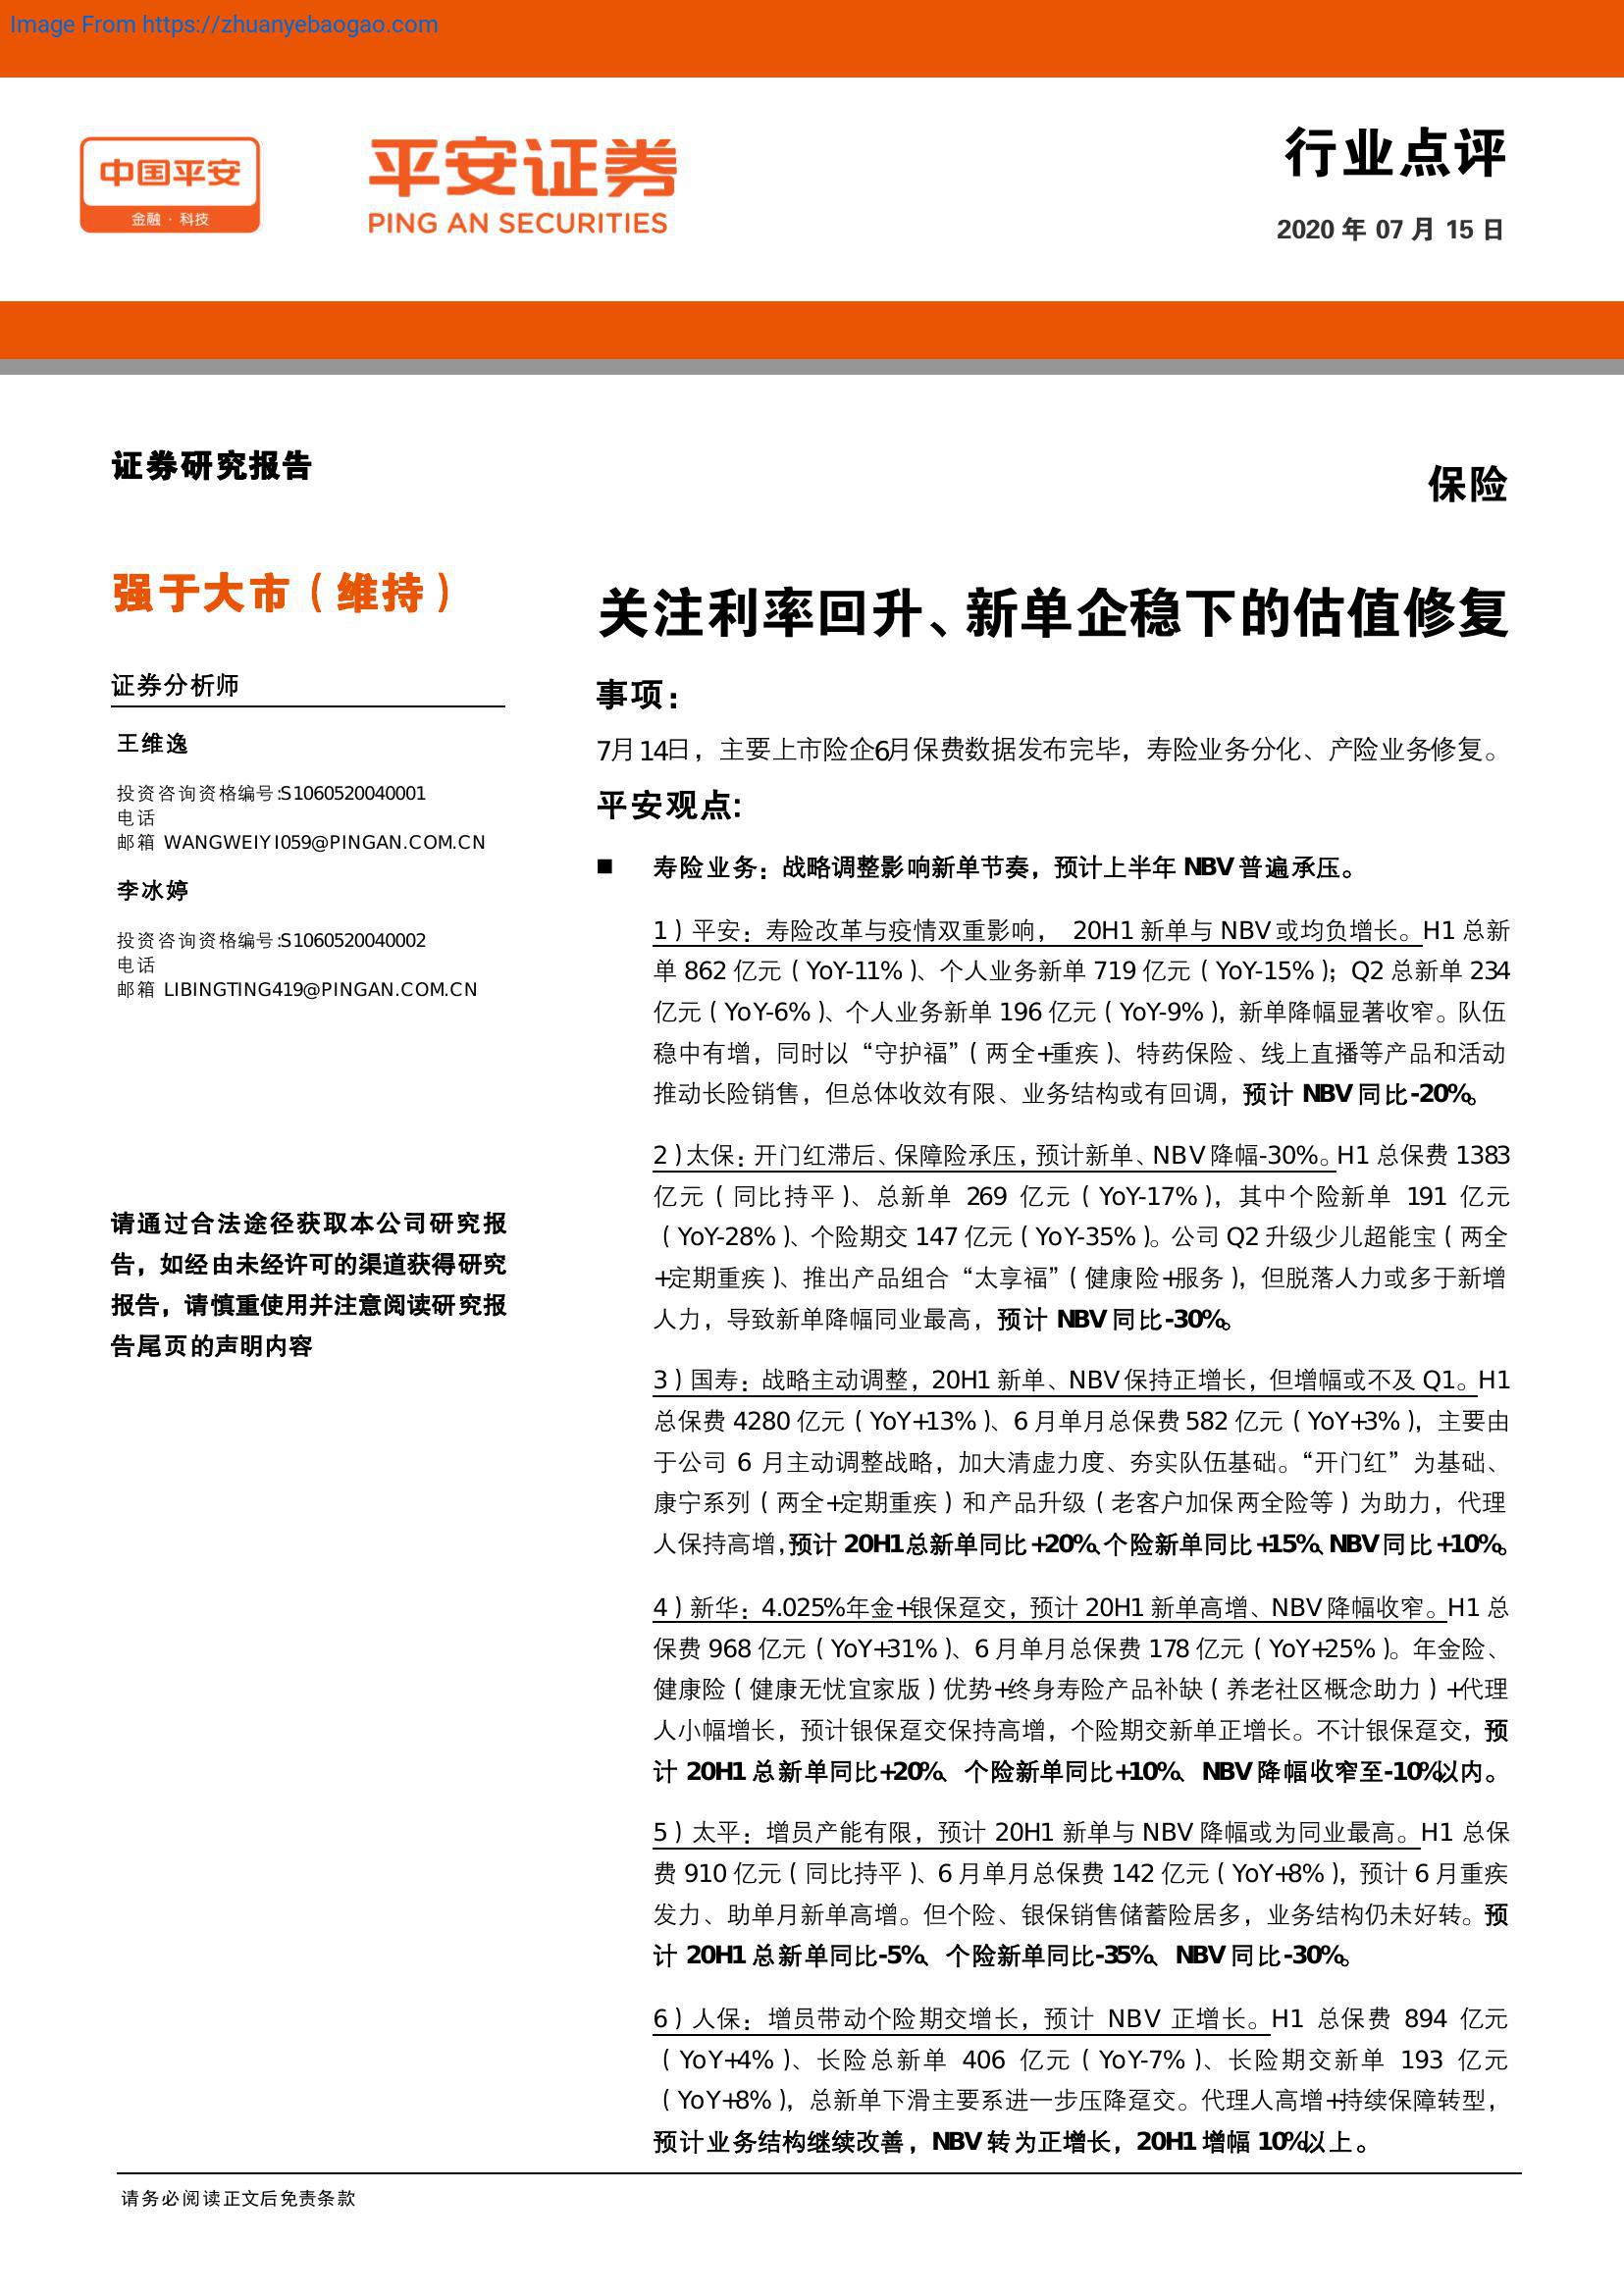 Image From https://zhuanyebaogao.com
中国平安
金融·科技
平安证券
PING AN SECURITIES
行业点评
2020 年 07 月 15 日
证券研究报告
保险
强于大市（维持）
证券分析师
王维逸
投资咨询资格编号:S1060520040001
电话
邮箱 WANGWEIYI059@PINGAN.COM.CN
李冰婷
投资咨询资格编号:S1060520040002
电话
邮箱 LIBINGTING419@PINGAN.COM.CN
请通过合法途径获取本公司研究报
告，如经由未经许可的渠道获得研究
报告，请慎重使用并注意阅读研究报
告尾页的声明内容
关注利率回升、新单企稳下的估值修复
事项：
7月14日，主要上市险企6月保费数据发布完毕，寿险业务分化、产险业务修复。
平安观点:
■ 寿险业务：战略调整影响新单节奏，预计上半年 NBV 普遍承压。
1）平安：寿险改革与疫情双重影响， 20H1 新单与 NBV 或均负增长。H1 总新
单 862 亿元（YoY-11%）、个人业务新单 719 亿元（YoY-15%）；Q2 总新单 234
亿元（YoY-6%）、个人业务新单 196 亿元（YoY-9%），新单降幅显著收窄。队伍
稳中有增，同时以“守护福”（两全+重疾）、特药保险、线上直播等产品和活动
推动长险销售，但总体收效有限、业务结构或有回调，预计 NBV 同比-20%。
2）太保：开门红滞后、保障险承压，预计新单、NBV 降幅-30%。H1 总保费 1383
亿元（同比持平）、总新单 269 亿元（YoY-17%），其中个险新单 191 亿元
（YoY-28%）、个险期交 147 亿元（YoY-35%）。公司 Q2 升级少儿超能宝（两全
+定期重疾）、推出产品组合“太享福”（健康险+服务），但脱落人力或多于新增
人力，导致新单降幅同业最高，预计 NBV 同比-30%。
3）国寿：战略主动调整，20H1 新单、NBV 保持正增长，但增幅或不及 Q1。H1
总保费 4280 亿元（YoY+13%）、6 月单月总保费 582 亿元（YoY+3%），主要由
于公司 6 月主动调整战略，加大清虚力度、夯实队伍基础。“开门红”为基础、
康宁系列（两全+定期重疾）和产品升级（老客户加保两全险等）为助力，代理
人保持高增，预计 20H1 总新单同比+20%、个险新单同比+15%、NBV 同比+10%。
4）新华：4.025%年金+银保趸交，预计 20H1 新单高增、NBV 降幅收窄。H1 总
保费 968 亿元（YoY+31%）、6 月单月总保费 178 亿元（YoY+25%）。年金险、
健康险（健康无忧宜家版）优势+终身寿险产品补缺（养老社区概念助力）+代理
人小幅增长，预计银保趸交保持高增，个险期交新单正增长。不计银保趸交，预
计 20H1 总新单同比+20%、个险新单同比+10%、NBV 降幅收窄至-10%以内。
5）太平：增员产能有限，预计 20H1 新单与 NBV 降幅或为同业最高。H1 总保
费 910 亿元（同比持平）、6 月单月总保费 142 亿元（YoY+8%），预计 6 月重疾
发力、助单月新单高增。但个险、银保销售储蓄险居多，业务结构仍未好转。预
计 20H1 总新单同比-5%、个险新单同比-35%、NBV 同比-30%。
6）人保：增员带动个险期交增长，预计 NBV 正增长。H1 总保费 894 亿元
（YoY+4%）、长险总新单 406 亿元（YoY-7%）、长险期交新单 193 亿元
（YoY+8%），总新单下滑主要系进一步压降趸交。代理人高增+持续保障转型，
预计业务结构继续改善，NBV 转为正增长，20H1 增幅 10%以上。
请务必阅读正文后免责条款